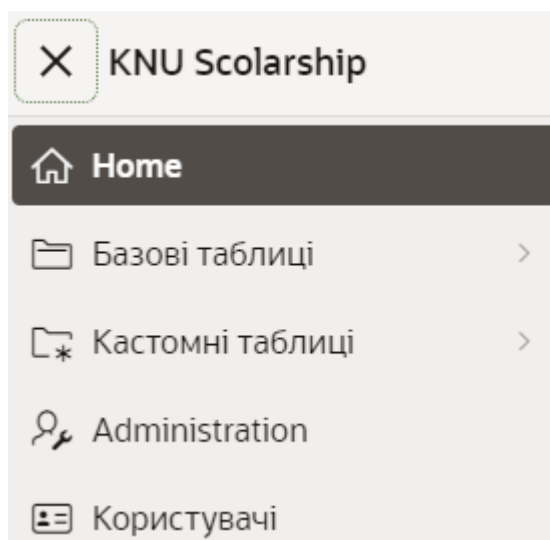 KNU Scolarship
Home
Базові таблиці
Кастомні таблиці
Administration
Користувачі